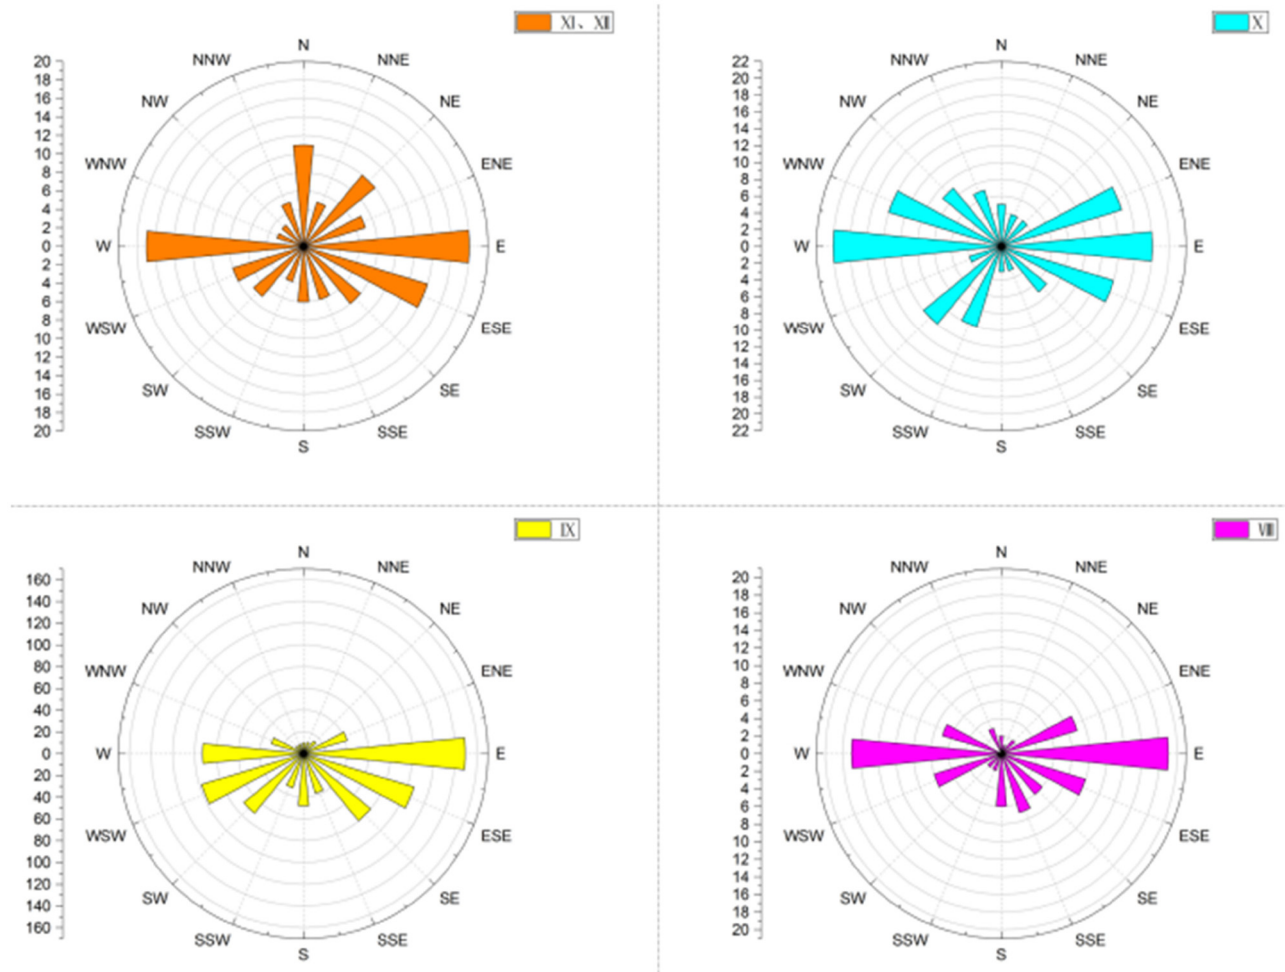 XI、XII
N
NNW NNE
NW NE
WNW ENE
W E
WSW ESE
SW SE
SSW SSE
S
20
18
16
14
12
10
8
6
4
2
0
2
4
6
8
10
12
14
16
18
20
X
N
NNW NNE
NW NE
WNW ENE
W E
WSW ESE
SW SE
SSW SSE
S
22
20
18
16
14
12
10
8
6
4
2
0
2
4
6
8
10
12
14
16
18
20
22
IX
N
NNW NNE
NW NE
WNW ENE
W E
WSW ESE
SW SE
SSW SSE
S
160
140
120
100
80
60
40
20
0
20
40
60
80
100
120
140
160
VIII
N
NNW NNE
NW NE
WNW ENE
W E
WSW ESE
SW SE
SSW SSE
S
20
18
16
14
12
10
8
6
4
2
0
2
4
6
8
10
12
14
16
18
20